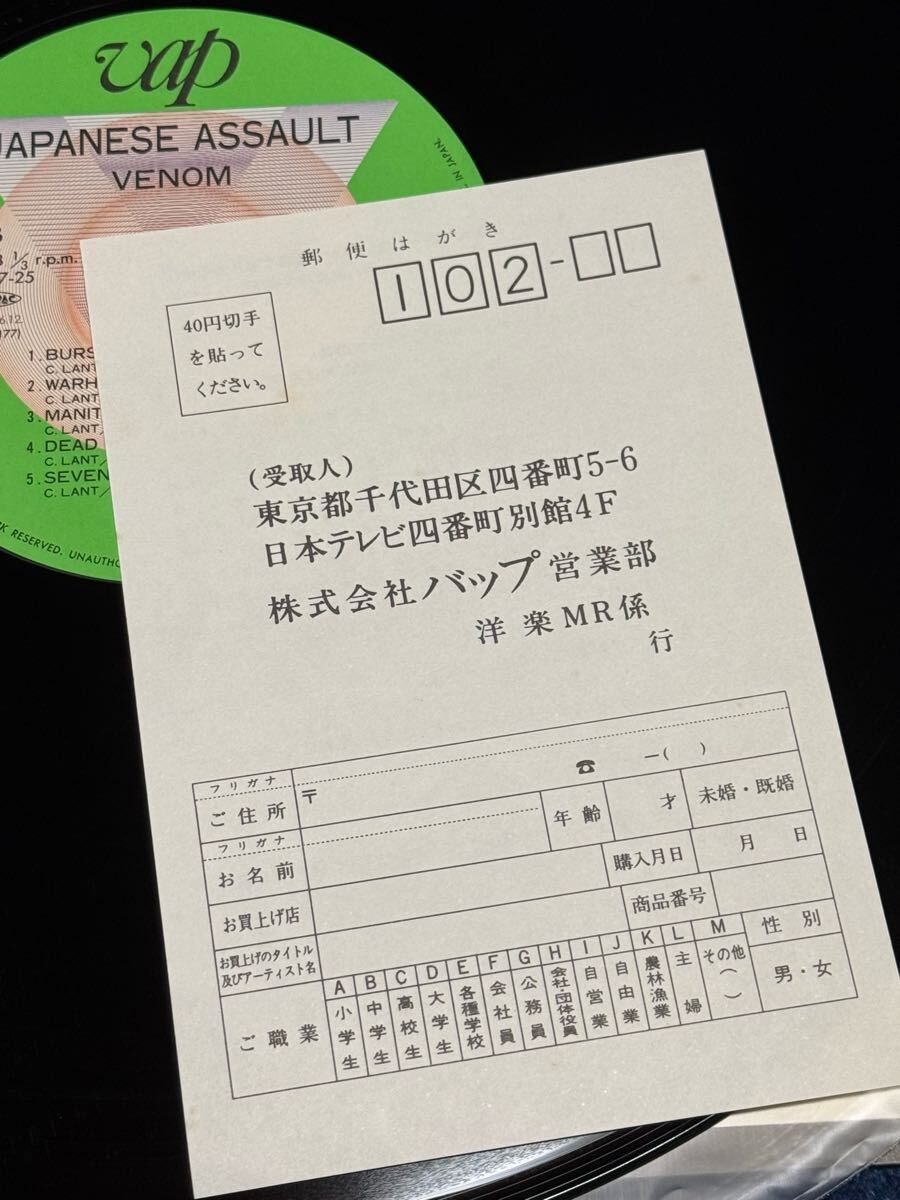 vap
JAPANESE ASSAULT
VENOM
1/3 r.p.m.
7-25
1. BURS
C. LANT
2. WARH
C. LANT
3. MANIT
C. LANT/
4. DEAD
C. LANT/
5. SEVEN
C. LANT/
RESERVED. UNAUTHO
IN JAPAN.
郵便はがき
102-
40円切手
を貼って
ください。
(受取人)
東京都千代田区四番町5-6
日本テレビ四番町別館4F
株式会社バップ営業部
洋楽MR係
行
フリガナ
ご住所 〒 ☎ －( )
フリガナ
お名前 年齢 才 未婚・既婚
お買上げ店 購入月日 月 日
お買上げのタイトル
及びアーティスト名 商品番号
ご職業
A 小学生
B 中学生
C 高校生
D 大学生
E 各種学校
F 会社員
G 公務員
H 会社・団体役員
I 自営業
J 自由業
K 農林漁業
L 主婦
M その他( )
性別
男・女